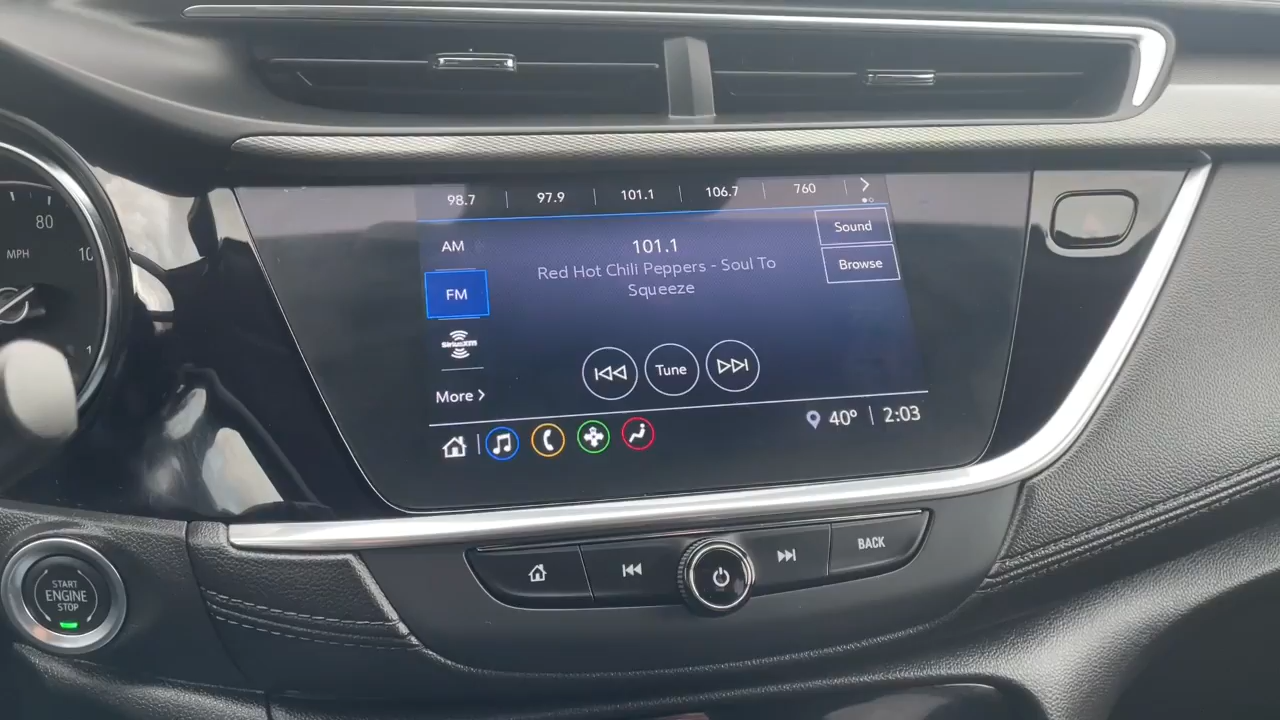 80
MPH
98.7
97.9
101.1
106.7
760
AM
101.1
Sound
Red Hot Chili Peppers - Soul To
Squeeze
Browse
FM
SiriusXM
Tune
More
40°
2:03
BACK
START
ENGINE
STOP